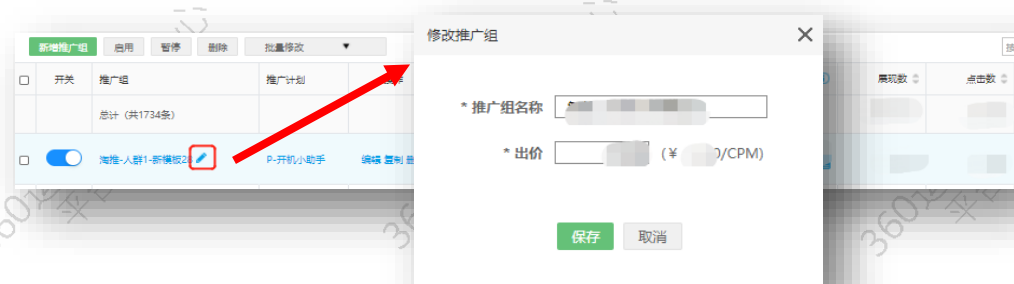 新增推广组 启用 暂停 删除 批量修改
开关 推广组 推广计划 展现数 点击数
总计（共1734条）
淘推-人群1-新模板2 P-开机小助手 编辑 复制
修改推广组
* 推广组名称
* 出价 (¥ 0/CPM)
保存 取消